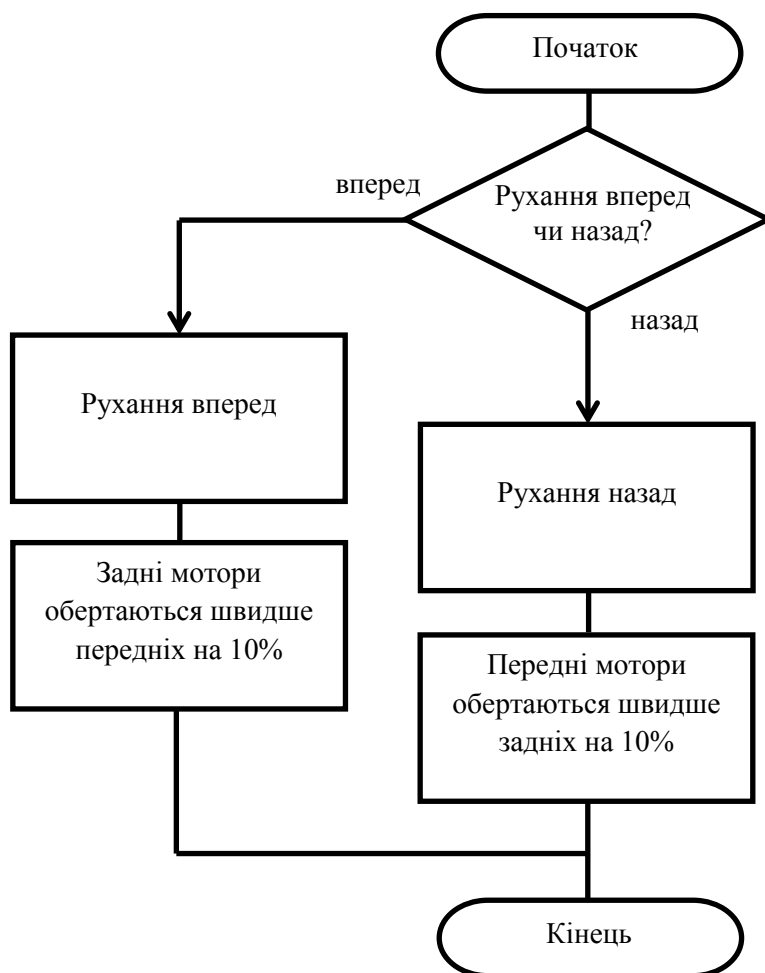 Початок
вперед
Рухання вперед
чи назад?
назад
Рухання вперед
Рухання назад
Задні мотори
обертаються швидше
передніх на 10%
Передні мотори
обертаються швидше
задніх на 10%
Кінець